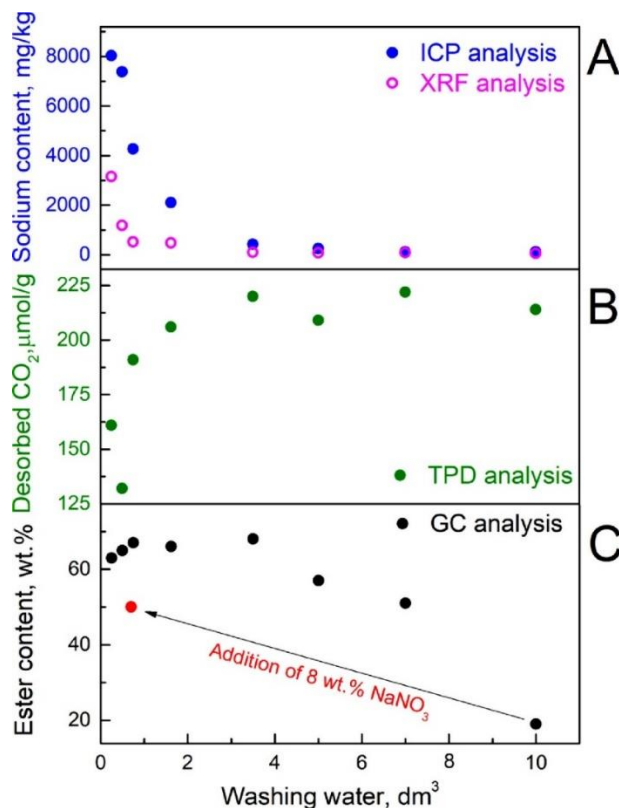 A
ICP analysis
XRF analysis
Sodium content, mg/kg
8000
6000
4000
2000
0
B
Desorbed CO₂,μmol/g
225
200
175
150
125
TPD analysis
C
GC analysis
Ester content, wt.%
60
40
20
Addition of 8 wt.% NaNO₃
0
2
4
6
8
10
Washing water, dm³